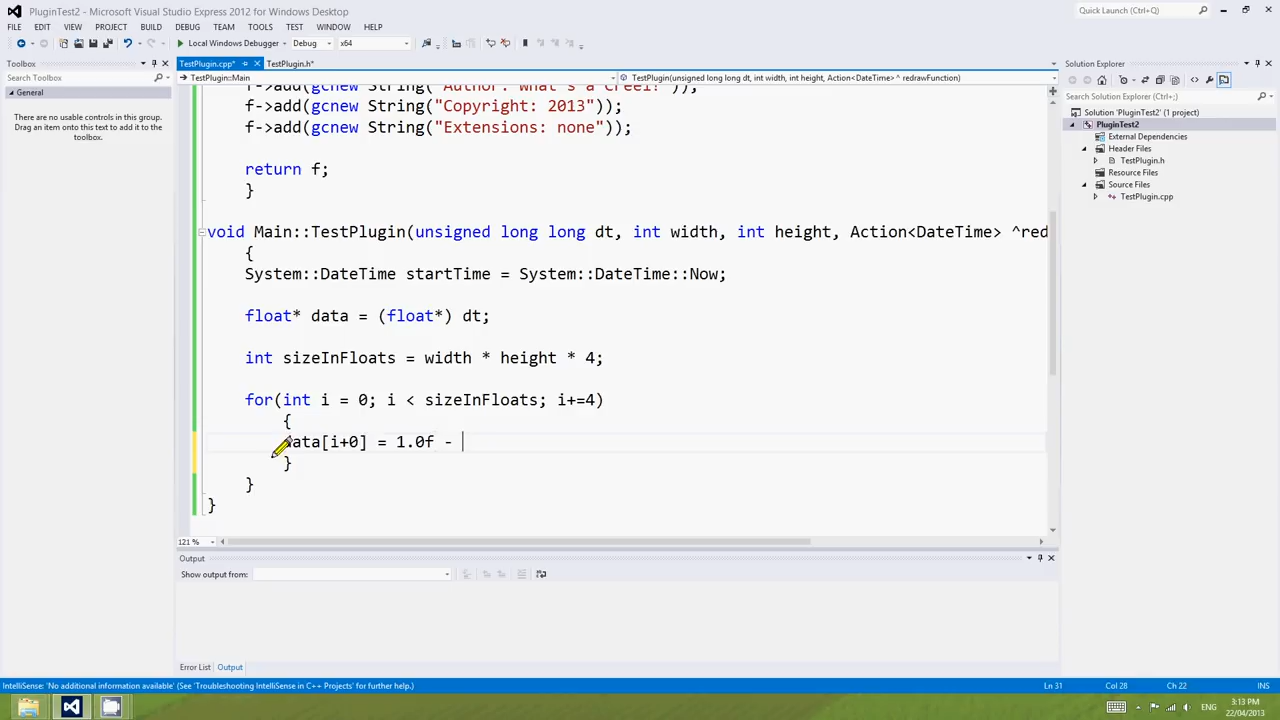 PluginTest2 - Microsoft Visual Studio Express 2012 for Windows Desktop
Quick Launch (Ctrl+Q)
FILE EDIT VIEW PROJECT BUILD DEBUG TEAM TOOLS TEST WINDOW HELP
Local Windows Debugger Debug x64
Toolbox
Search Toolbox
General
There are no usable controls in this group.
Drag an item onto this text to add it to the
toolbox.
TestPlugin.cpp* TestPlugin.h*
TestPlugin::Main TestPlugin(unsigned long long dt, int width, int height, Action<DateTime>^ redrawFunction)
f->add(gcnew String("Author: What's a Creel?"));
f->add(gcnew String("Copyright: 2013"));
f->add(gcnew String("Extensions: none"));
return f;
}
void Main::TestPlugin(unsigned long long dt, int width, int height, Action<DateTime> ^red
{
System::DateTime startTime = System::DateTime::Now;
float* data = (float*) dt;
int sizeInFloats = width * height * 4;
for(int i = 0; i < sizeInFloats; i+=4)
{
data[i+0] = 1.0f -
}
}
}
121 %
Output
Show output from:
Error List Output
Solution Explorer
Search Solution Explorer (Ctrl+;)
Solution 'PluginTest2' (1 project)
PluginTest2
External Dependencies
Header Files
TestPlugin.h
Resource Files
Source Files
TestPlugin.cpp
IntelliSense: 'No additional information available' (See 'Troubleshooting IntelliSense in C++ Projects' for further help.) Ln 31 Col 28 Ch 22 INS
ENG
3:13 PM
22/04/2013